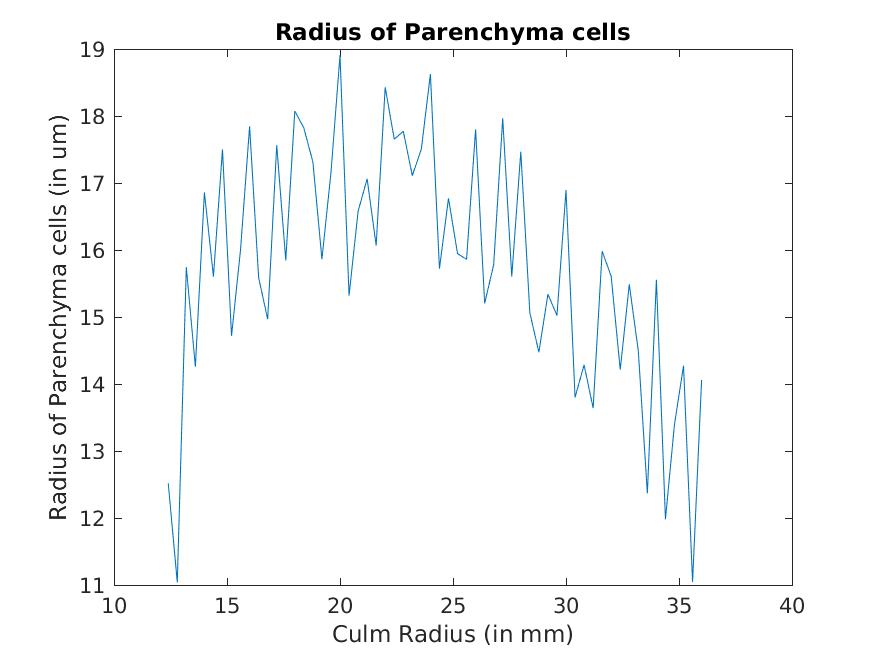 Radius of Parenchyma cells
Radius of Parenchyma cells (in um)
19
18
17
16
15
14
13
12
11
10 15 20 25 30 35 40
Culm Radius (in mm)